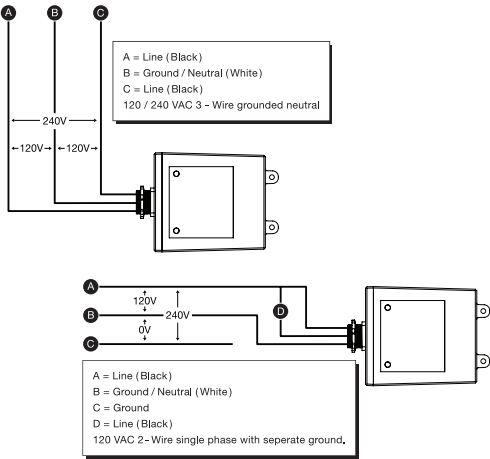 A B C
A = Line (Black)
B = Ground / Neutral (White)
C = Line (Black)
120 / 240 VAC 3 - Wire grounded neutral
240V
120V 120V
A
120V
240V
D
B
0V
C
A = Line (Black)
B = Ground / Neutral (White)
C = Ground
D = Line (Black)
120 VAC 2 - Wire single phase with seperate ground.